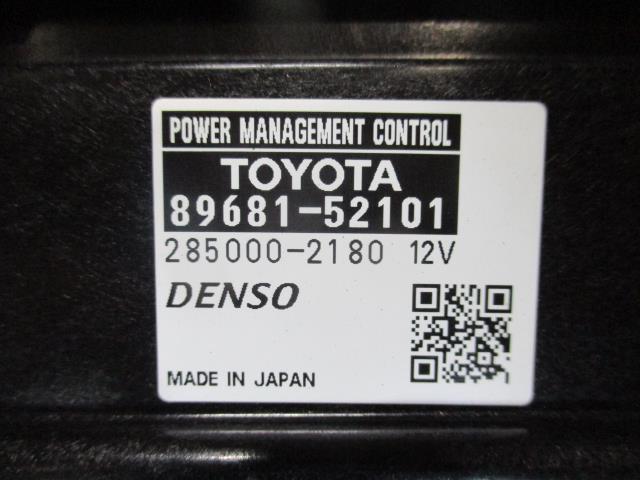 POWER MANAGEMENT CONTROL
TOYOTA
89681-52101
285000-2180 12V
DENSO
MADE IN JAPAN